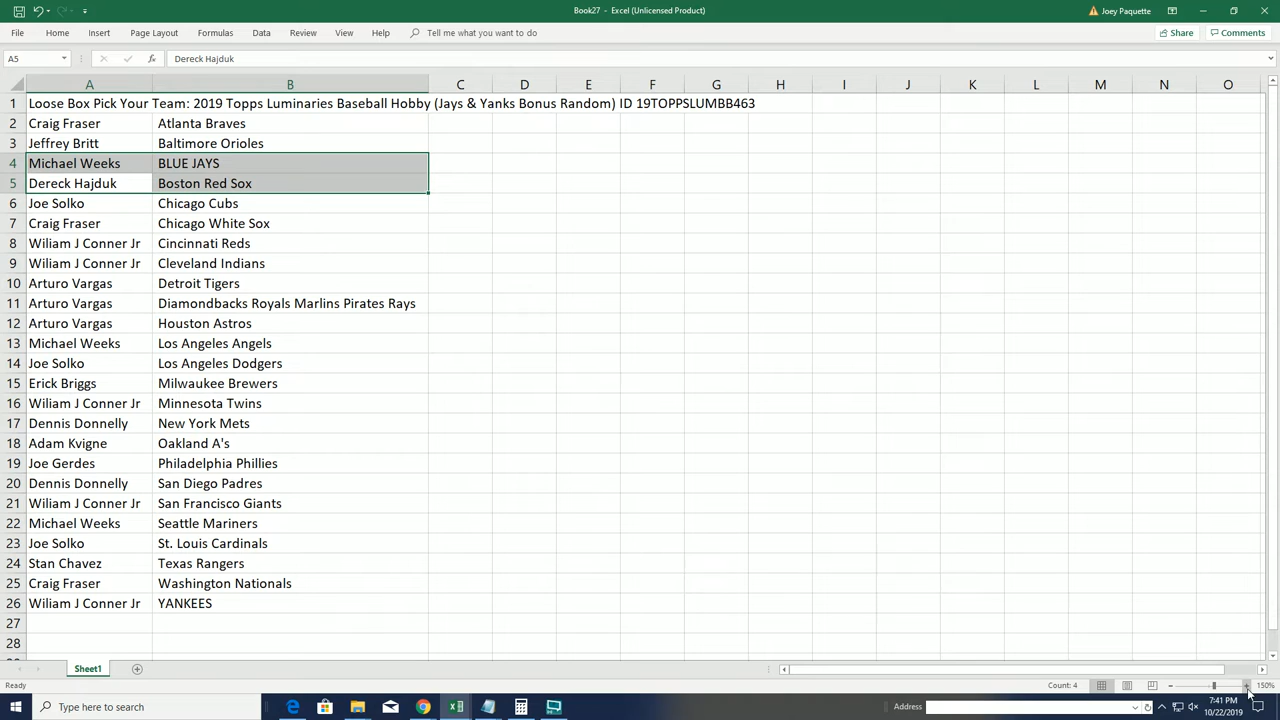 Book27 - Excel (Unlicensed Product)
Joey Paquette
File Home Insert Page Layout Formulas Data Review View Help Tell me what you want to do
Share Comments
A5 fx Dereck Hajduk
A B C D E F G H I J K L M N O
1 Loose Box Pick Your Team: 2019 Topps Luminaries Baseball Hobby (Jays & Yanks Bonus Random) ID 19TOPPSLUMBB463
2 Craig Fraser Atlanta Braves
3 Jeffrey Britt Baltimore Orioles
4 Michael Weeks BLUE JAYS
5 Dereck Hajduk Boston Red Sox
6 Joe Solko Chicago Cubs
7 Craig Fraser Chicago White Sox
8 Wiliam J Conner Jr Cincinnati Reds
9 Wiliam J Conner Jr Cleveland Indians
10 Arturo Vargas Detroit Tigers
11 Arturo Vargas Diamondbacks Royals Marlins Pirates Rays
12 Arturo Vargas Houston Astros
13 Michael Weeks Los Angeles Angels
14 Joe Solko Los Angeles Dodgers
15 Erick Briggs Milwaukee Brewers
16 Wiliam J Conner Jr Minnesota Twins
17 Dennis Donnelly New York Mets
18 Adam Kvigne Oakland A's
19 Joe Gerdes Philadelphia Phillies
20 Dennis Donnelly San Diego Padres
21 Wiliam J Conner Jr San Francisco Giants
22 Michael Weeks Seattle Mariners
23 Joe Solko St. Louis Cardinals
24 Stan Chavez Texas Rangers
25 Craig Fraser Washington Nationals
26 Wiliam J Conner Jr YANKEES
27
28
Sheet1
Ready Count: 4 150%
Type here to search Address 7:41 PM
10/22/2019